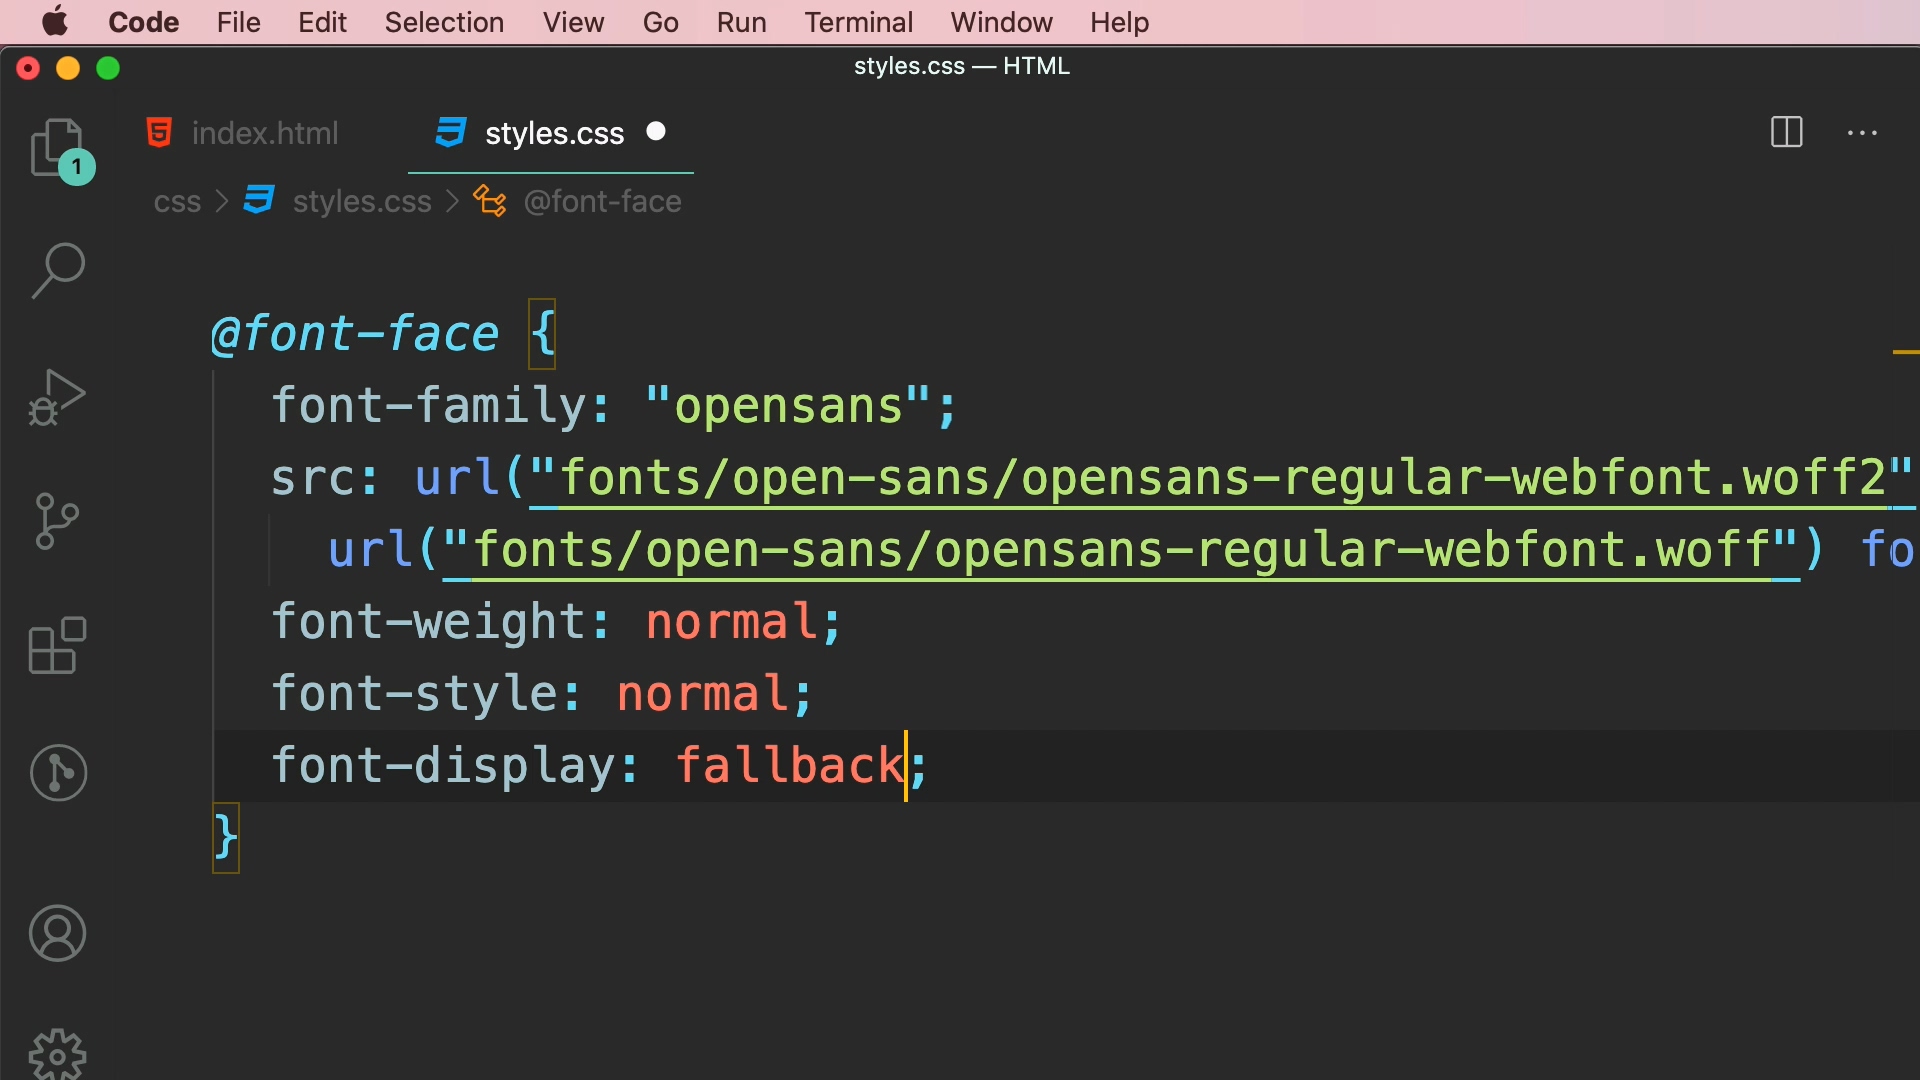 Code File Edit Selection View Go Run Terminal Window Help
styles.css — HTML
index.html styles.css
1
css > styles.css > @font-face
@font-face {
font-family: "opensans";
src: url("fonts/open-sans/opensans-regular-webfont.woff2"
url("fonts/open-sans/opensans-regular-webfont.woff") fo
font-weight: normal;
font-style: normal;
font-display: fallback;
}